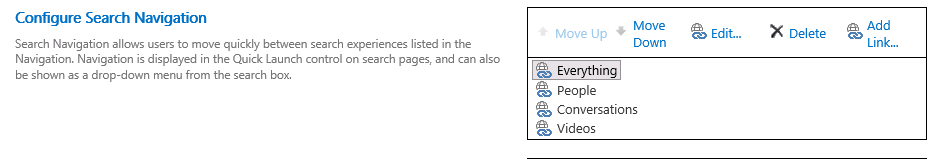 Configure Search Navigation
Search Navigation allows users to move quickly between search experiences listed in the
Navigation. Navigation is displayed in the Quick Launch control on search pages, and can also
be shown as a drop-down menu from the search box.
Move Up
Move
Down
Edit...
Delete
Add
Link...
Everything
People
Conversations
Videos